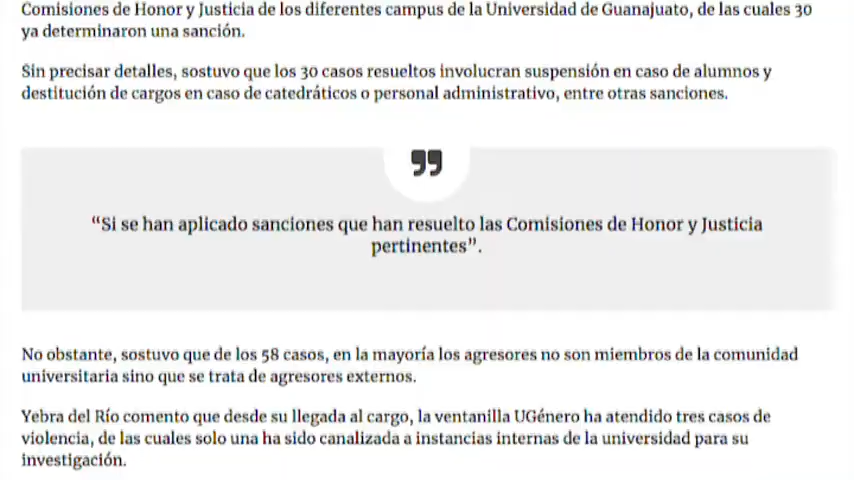 Comisiones de Honor y Justicia de los diferentes campus de la Universidad de Guanajuato, de las cuales 30
ya determinaron una sanción.
Sin precisar detalles, sostuvo que los 30 casos resueltos involucran suspensión en caso de alumnos y
destitución de cargos en caso de catedráticos o personal administrativo, entre otras sanciones.
”
“Si se han aplicado sanciones que han resuelto las Comisiones de Honor y Justicia
pertinentes”.
No obstante, sostuvo que de los 58 casos, en la mayoría los agresores no son miembros de la comunidad
universitaria sino que se trata de agresores externos.
Yebra del Río comento que desde su llegada al cargo, la ventanilla UGénero ha atendido tres casos de
violencia, de las cuales solo una ha sido canalizada a instancias internas de la universidad para su
investigación.